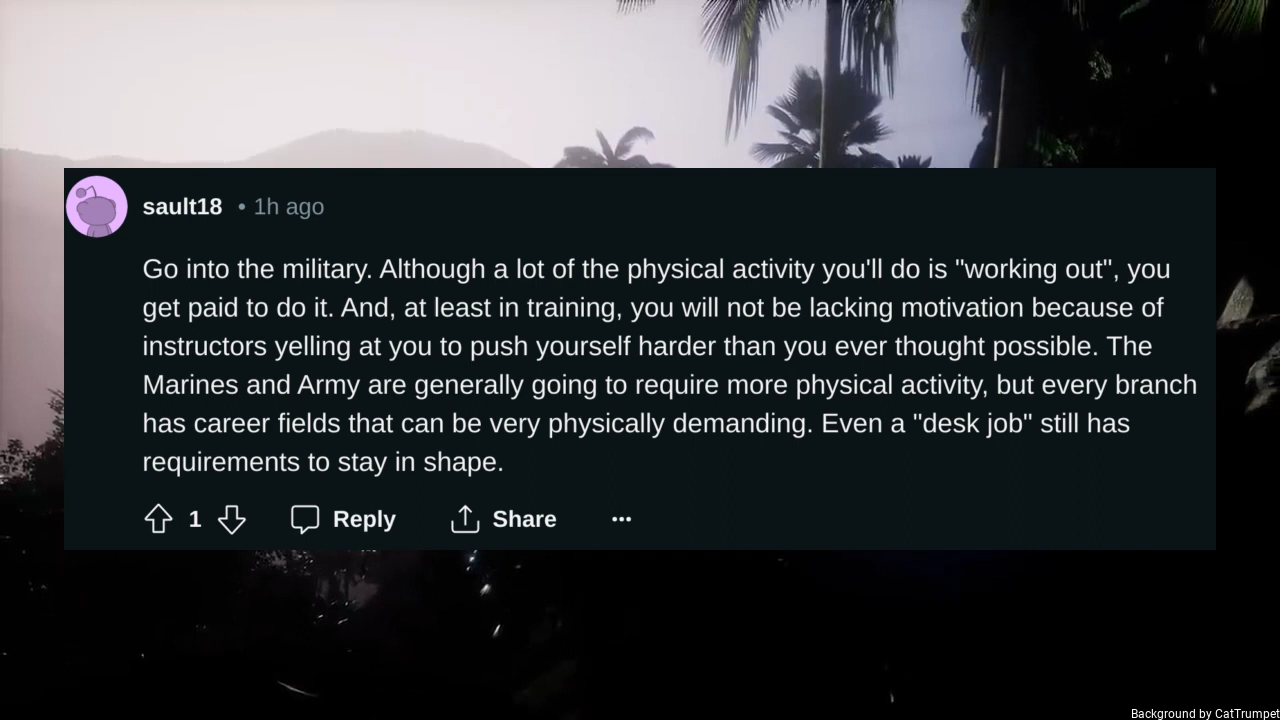 sault18 • 1h ago
Go into the military. Although a lot of the physical activity you'll do is "working out", you
get paid to do it. And, at least in training, you will not be lacking motivation because of
instructors yelling at you to push yourself harder than you ever thought possible. The
Marines and Army are generally going to require more physical activity, but every branch
has career fields that can be very physically demanding. Even a "desk job" still has
requirements to stay in shape.
1 Reply Share ···
Background by CatTrumpet